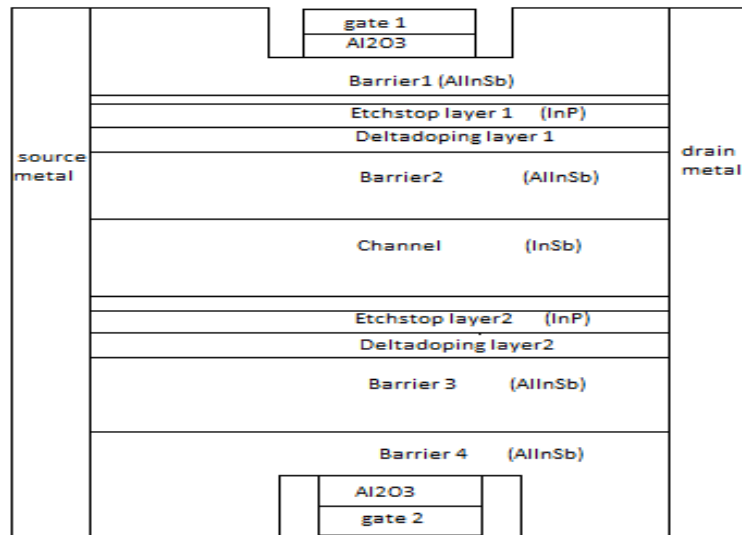 gate 1
Al2O3
Barrier1 (AlInSb)
Etchstop layer 1 (InP)
Deltadoping layer 1
source
metal
drain
metal
Barrier2 (AlInSb)
Channel (InSb)
Etchstop layer2 (InP)
Deltadoping layer2
Barrier 3 (AlInSb)
Barrier 4 (AlInSb)
Al2O3
gate 2